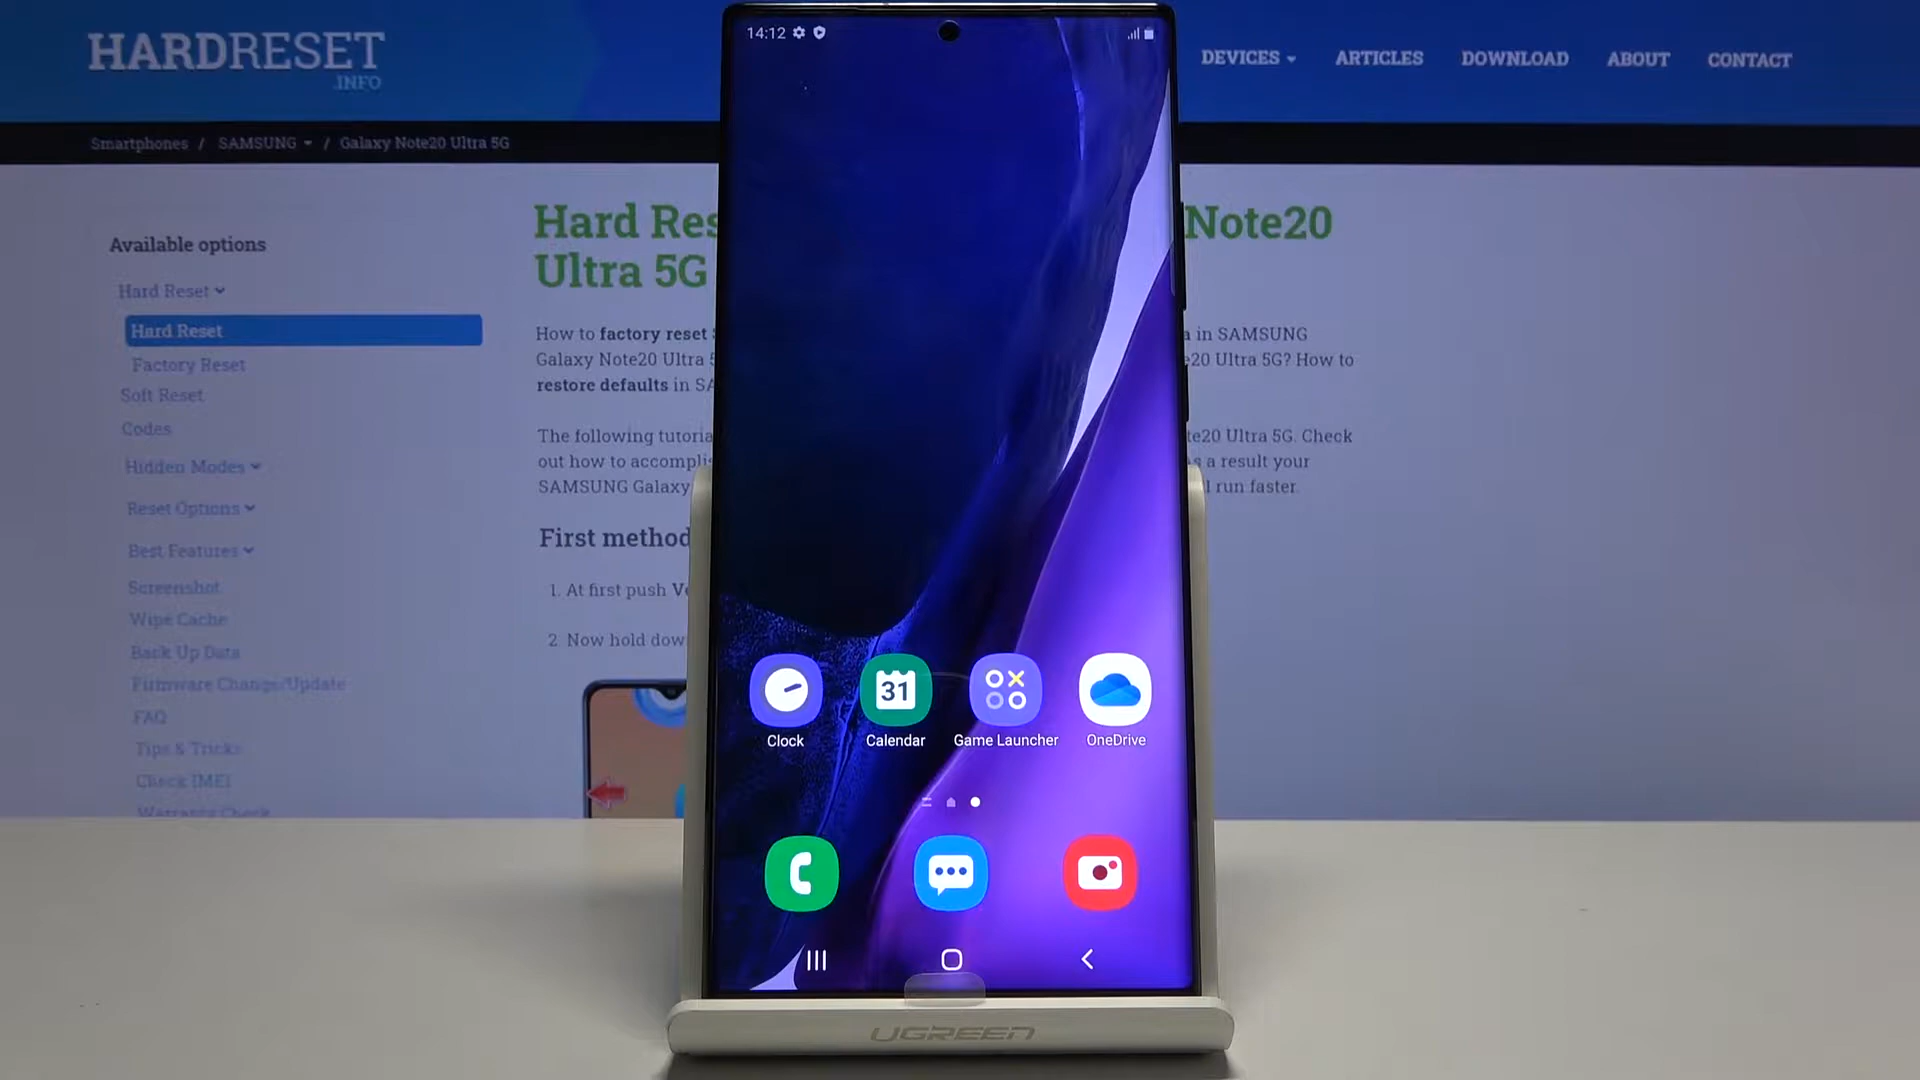 HARDRESET
.INFO
DEVICES
ARTICLES
DOWNLOAD
ABOUT
CONTACT
Smartphones / SAMSUNG / Galaxy Note20 Ultra 5G
Available options
Hard Reset
Hard Reset
Factory Reset
Soft Reset
Codes
Hidden Modes
Reset Options
Best Features
Screenshot
Wipe Cache
Back Up Data
Firmware Change/Update
FAQ
Tips & Tricks
Check IMEI
Warranty Check
Hard Res Note20
Ultra 5G
How to factory reset in SAMSUNG
Galaxy Note20 Ultra 20 Ultra 5G? How to
restore defaults in SA
The following tutoria te20 Ultra 5G. Check
out how to accomplis a result your
SAMSUNG Galaxy run faster.
First method
1. At first push
2 Now hold dow
14:12
31
Clock
Calendar
Game Launcher
OneDrive
UGREEN